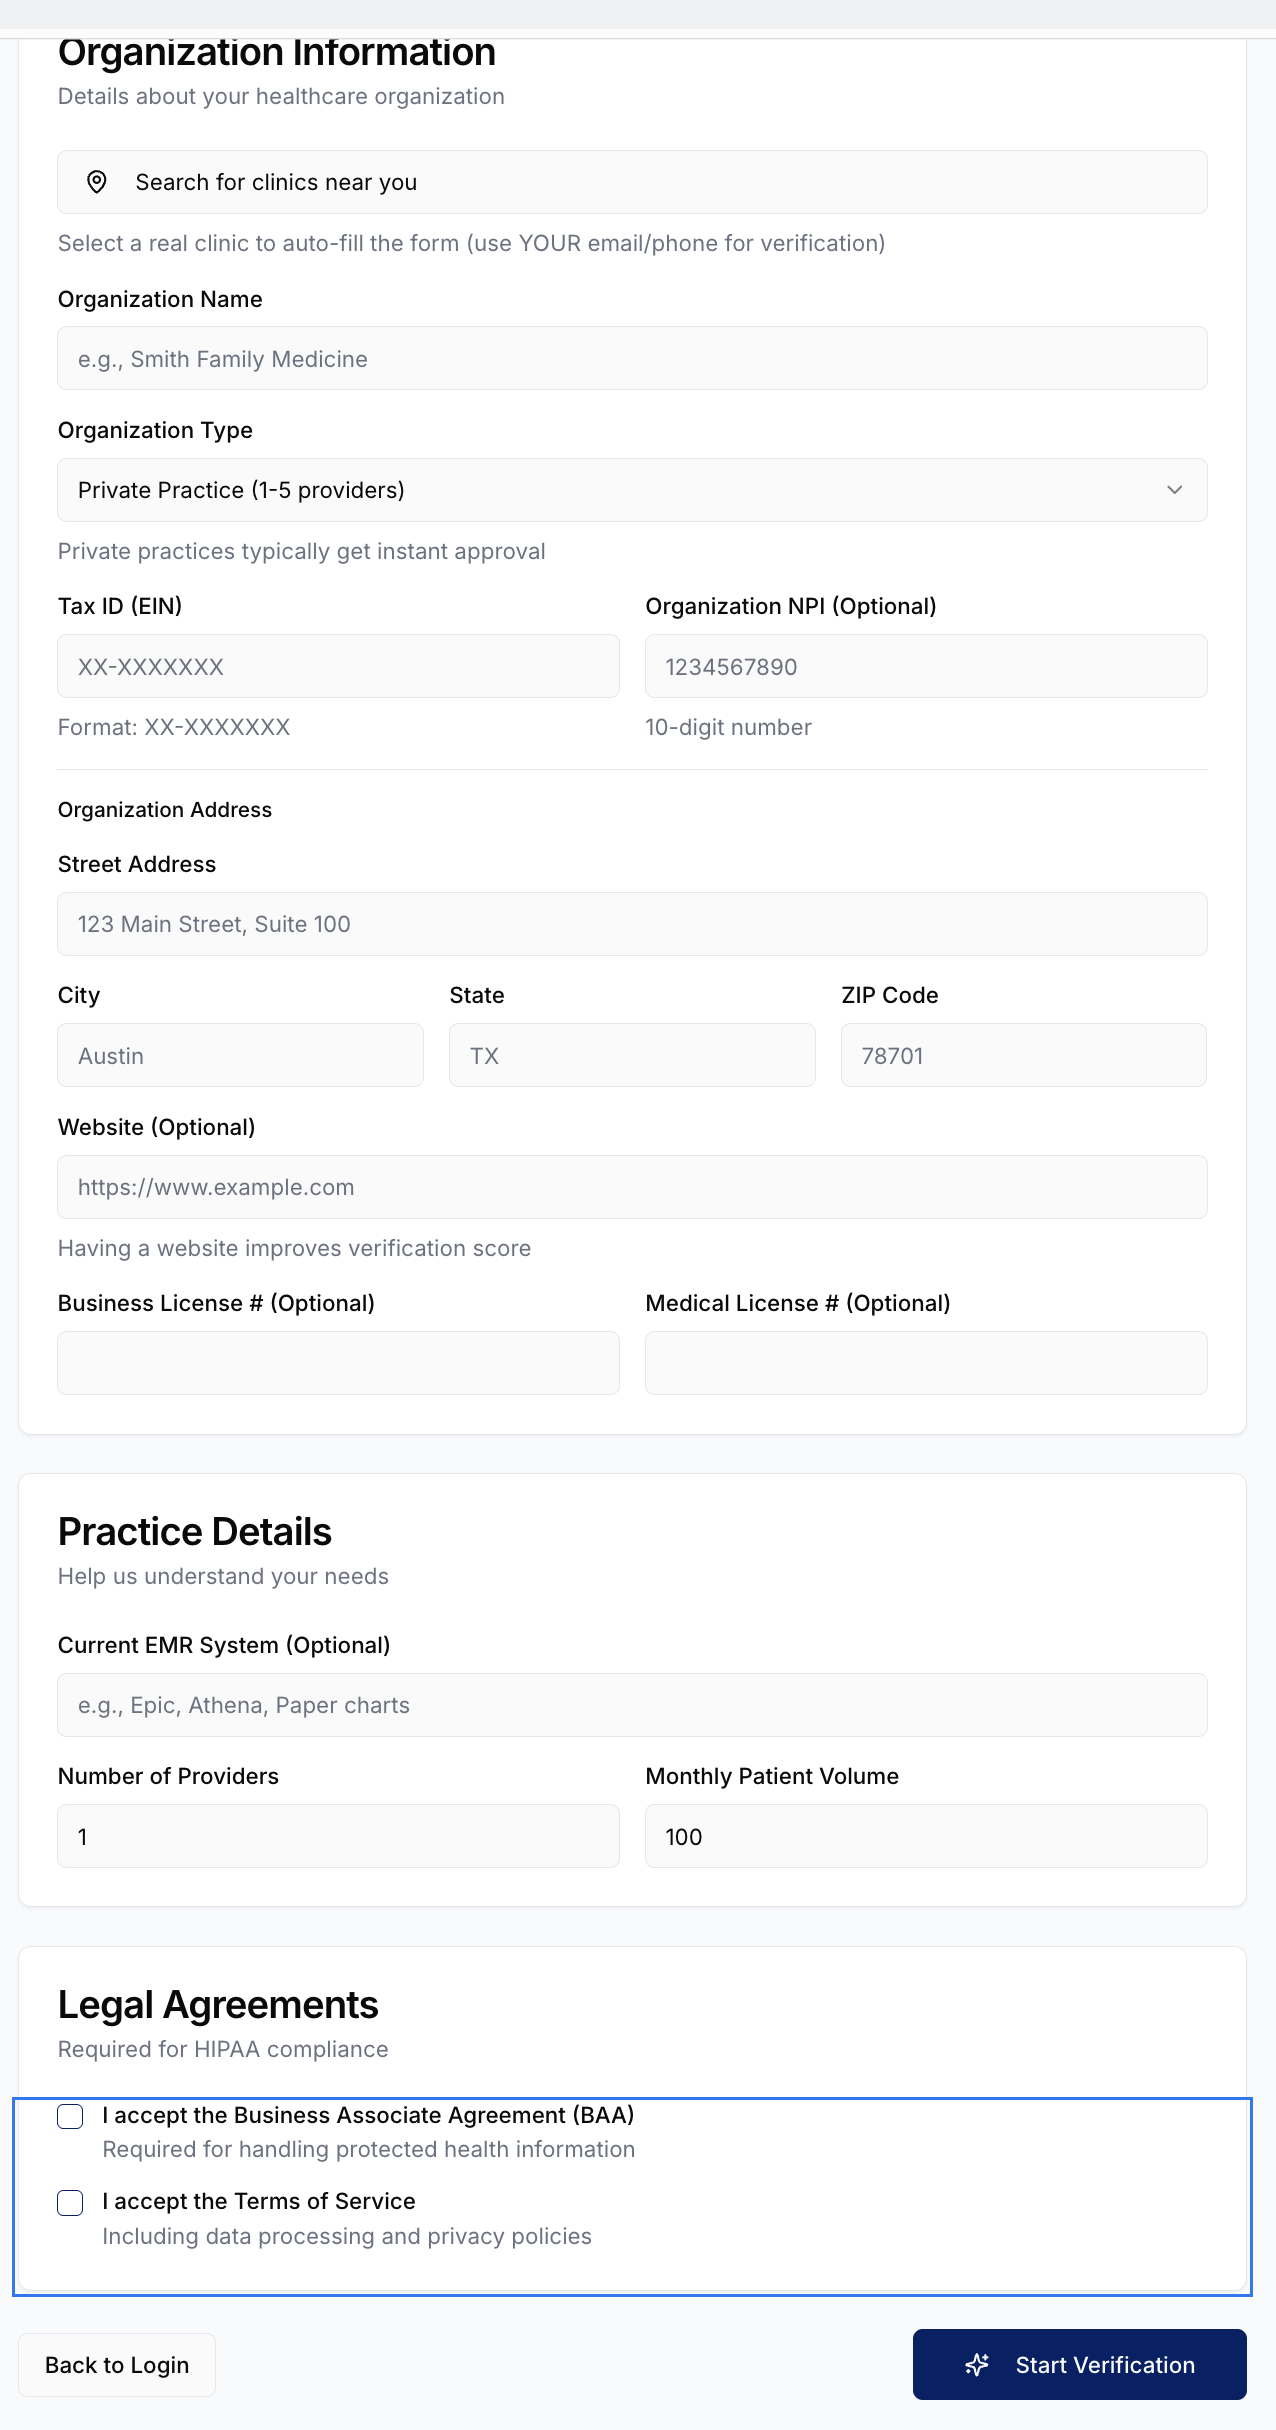 Organization Information
Details about your healthcare organization
Search for clinics near you
Select a real clinic to auto-fill the form (use YOUR email/phone for verification)
Organization Name
e.g., Smith Family Medicine
Organization Type
Private Practice (1-5 providers)
Private practices typically get instant approval
Tax ID (EIN)
Organization NPI (Optional)
XX-XXXXXXX
1234567890
Format: XX-XXXXXXX
10-digit number
Organization Address
Street Address
123 Main Street, Suite 100
City
State
ZIP Code
Austin
TX
78701
Website (Optional)
https://www.example.com
Having a website improves verification score
Business License # (Optional)
Medical License # (Optional)
Practice Details
Help us understand your needs
Current EMR System (Optional)
e.g., Epic, Athena, Paper charts
Number of Providers
Monthly Patient Volume
1
100
Legal Agreements
Required for HIPAA compliance
I accept the Business Associate Agreement (BAA)
Required for handling protected health information
I accept the Terms of Service
Including data processing and privacy policies
Back to Login
Start Verification